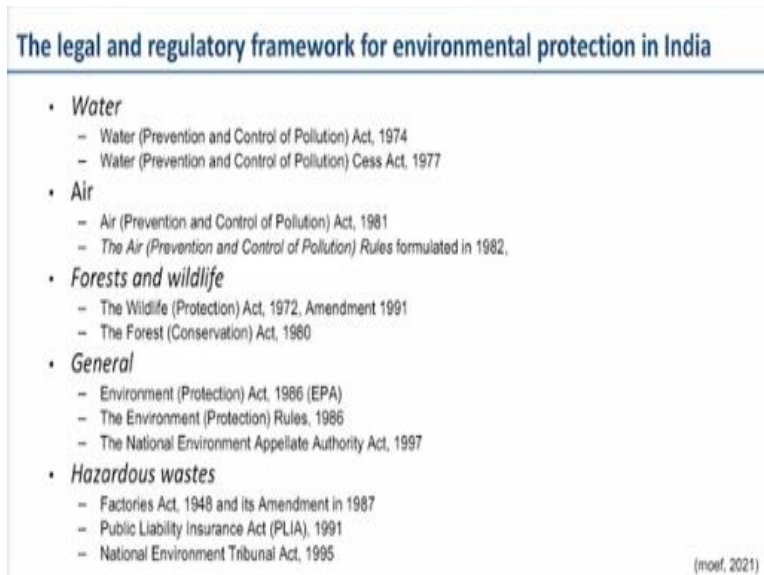 The legal and regulatory framework for environmental protection in India
• Water
– Water (Prevention and Control of Pollution) Act, 1974
– Water (Prevention and Control of Pollution) Cess Act, 1977
• Air
– Air (Prevention and Control of Pollution) Act, 1981
– The Air (Prevention and Control of Pollution) Rules formulated in 1982,
• Forests and wildlife
– The Wildlife (Protection) Act, 1972, Amendment 1991
– The Forest (Conservation) Act, 1980
• General
– Environment (Protection) Act, 1986 (EPA)
– The Environment (Protection) Rules, 1986
– The National Environment Appellate Authority Act, 1997
• Hazardous wastes
– Factories Act, 1948 and its Amendment in 1987
– Public Liability Insurance Act (PLIA), 1991
– National Environment Tribunal Act, 1995
(moef, 2021)